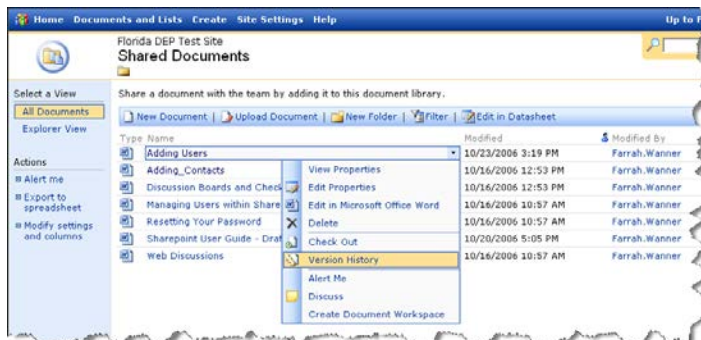 Home Documents and Lists Create Site Settings Help Up to
Florida DEP Test Site
Shared Documents
Select a View
All Documents
Explorer View
Actions
Alert me
Export to
spreadsheet
Modify settings
and columns
Share a document with the team by adding it to this document library.
New Document | Upload Document | New Folder | Filter | Edit in Datasheet
Type Name Modified Modified By
Adding Users 10/23/2006 3:19 PM Farrah.Wanner
Adding_Contacts 10/16/2006 12:53 PM Farrah.Wanner
Discussion Boards and Check 10/16/2006 12:53 PM Farrah.Wanner
Managing Users within Share 10/16/2006 10:57 AM Farrah.Wanner
Resetting Your Password 10/16/2006 10:57 AM Farrah.Wanner
Sharepoint User Guide - Draf 10/20/2006 5:05 PM Farrah.Wanner
Web Discussions 10/16/2006 10:57 AM Farrah.Wanner
View Properties
Edit Properties
Edit in Microsoft Office Word
Delete
Check Out
Version History
Alert Me
Discuss
Create Document Workspace